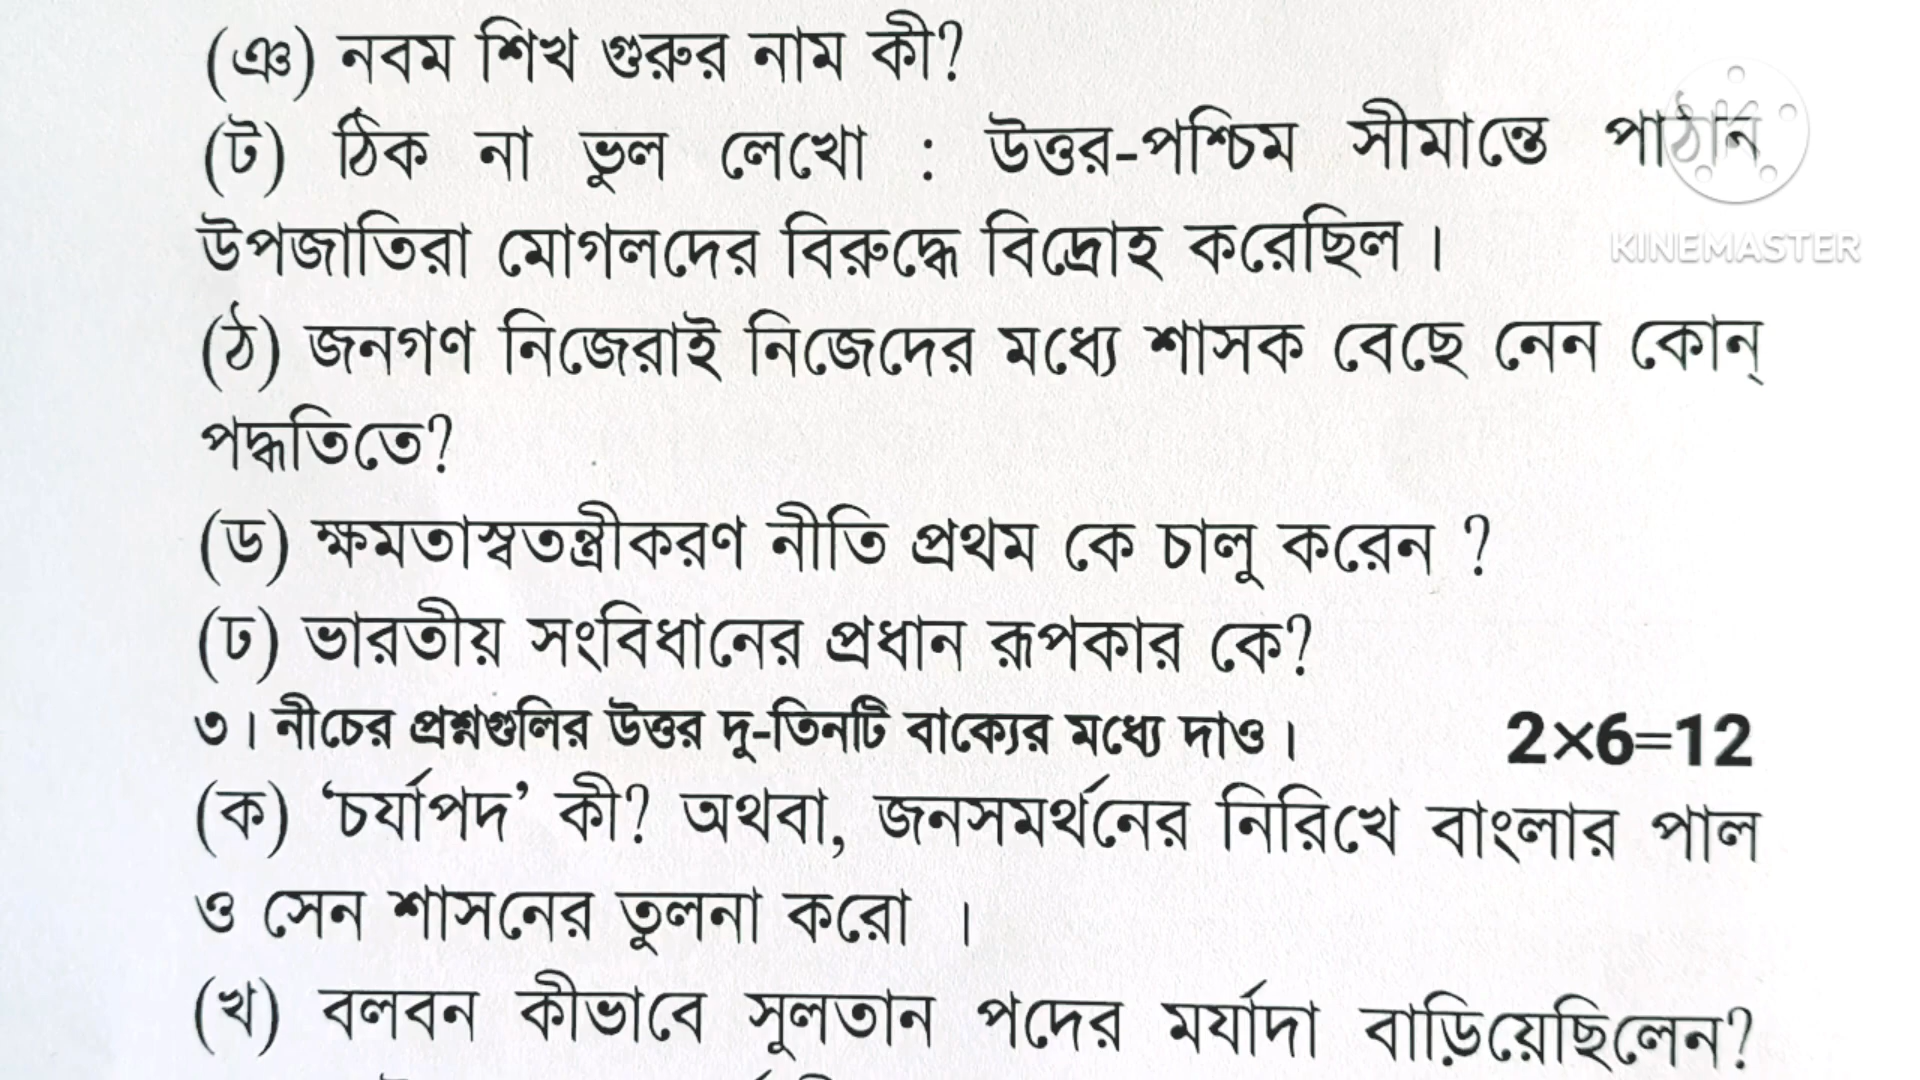 (ঞ) নবম শিখ গুরুর নাম কী?
(ট) ঠিক না ভুল লেখো : উত্তর-পশ্চিম সীমান্তে পাঠান
উপজাতিরা মোগলদের বিরুদ্ধে বিদ্রোহ করেছিল।
KINEMASTER
(ঠ) জনগণ নিজেরাই নিজেদের মধ্যে শাসক বেছে নেন কোন্
পদ্ধতিতে?
(ড) ক্ষমতাস্বতন্ত্রীকরণ নীতি প্রথম কে চালু করেন ?
(ঢ) ভারতীয় সংবিধানের প্রধান রূপকার কে?
৩। নীচের প্রশ্নগুলির উত্তর দু-তিনটি বাক্যের মধ্যে দাও। 2×6=12
(ক) ‘চর্যাপদ’ কী? অথবা, জনসমর্থনের নিরিখে বাংলার পাল
ও সেন শাসনের তুলনা করো ।
(খ) বলবন কীভাবে সুলতান পদের মর্যাদা বাড়িয়েছিলেন?